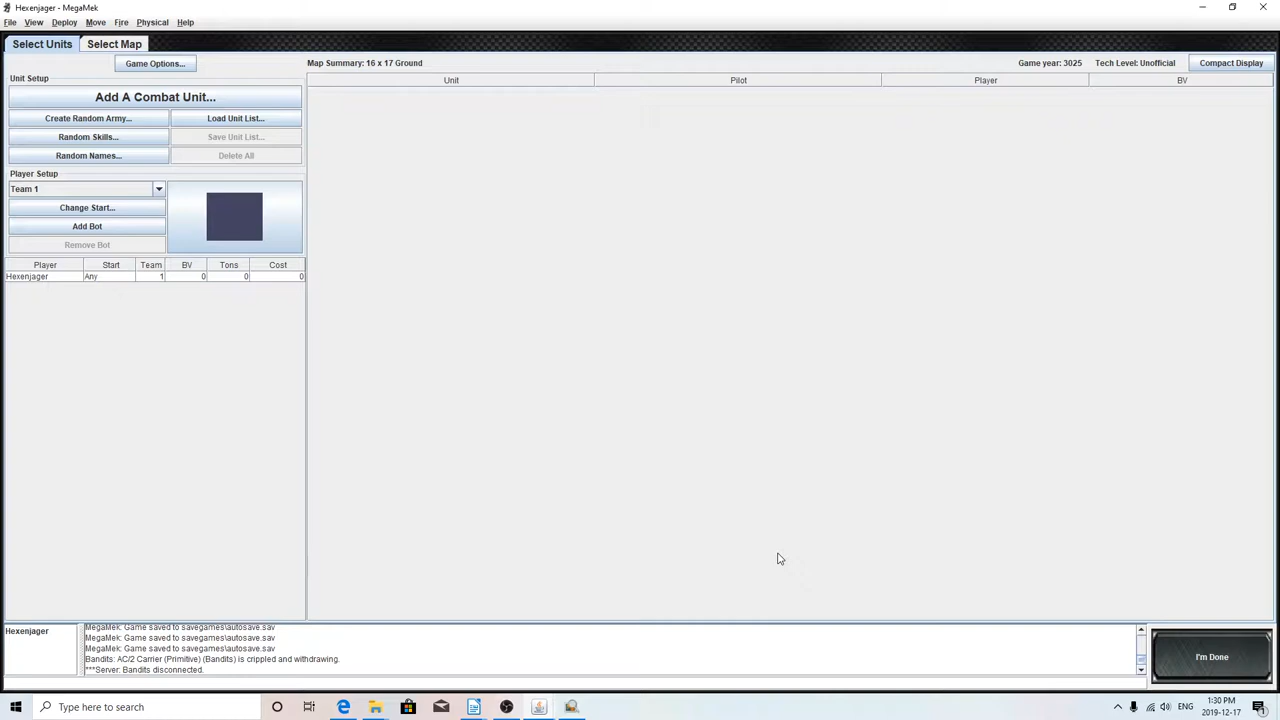 Hexenjager - MegaMek
File View Deploy Move Fire Physical Help
Select Units Select Map
Game Options...
Map Summary: 16 x 17 Ground
Game year: 3025 Tech Level: Unofficial Compact Display
Unit Setup
Unit Pilot Player BV
Add A Combat Unit...
Create Random Army... Load Unit List...
Random Skills... Save Unit List...
Random Names... Delete All
Player Setup
Team 1
Change Start...
Add Bot
Remove Bot
Player Start Team BV Tons Cost
Hexenjager Any 1 0 0 0
Hexenjager
MegaMek: Game saved to savegames\autosave.sav
MegaMek: Game saved to savegames\autosave.sav
MegaMek: Game saved to savegames\autosave.sav
Bandits: AC/2 Carrier (Primitive) (Bandits) is crippled and withdrawing.
***Server: Bandits disconnected.
I'm Done
Type here to search
ENG
1:30 PM
2019-12-17
1